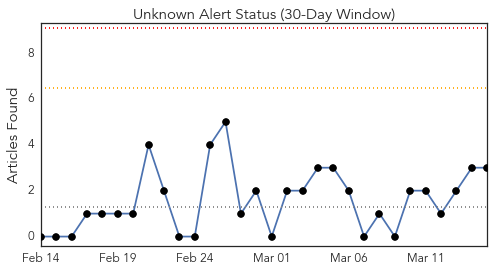 Unknown Alert Status (30-Day Window)
Articles Found
8
6
4
2
0
Feb 14 Feb 19 Feb 24 Mar 01 Mar 06 Mar 11